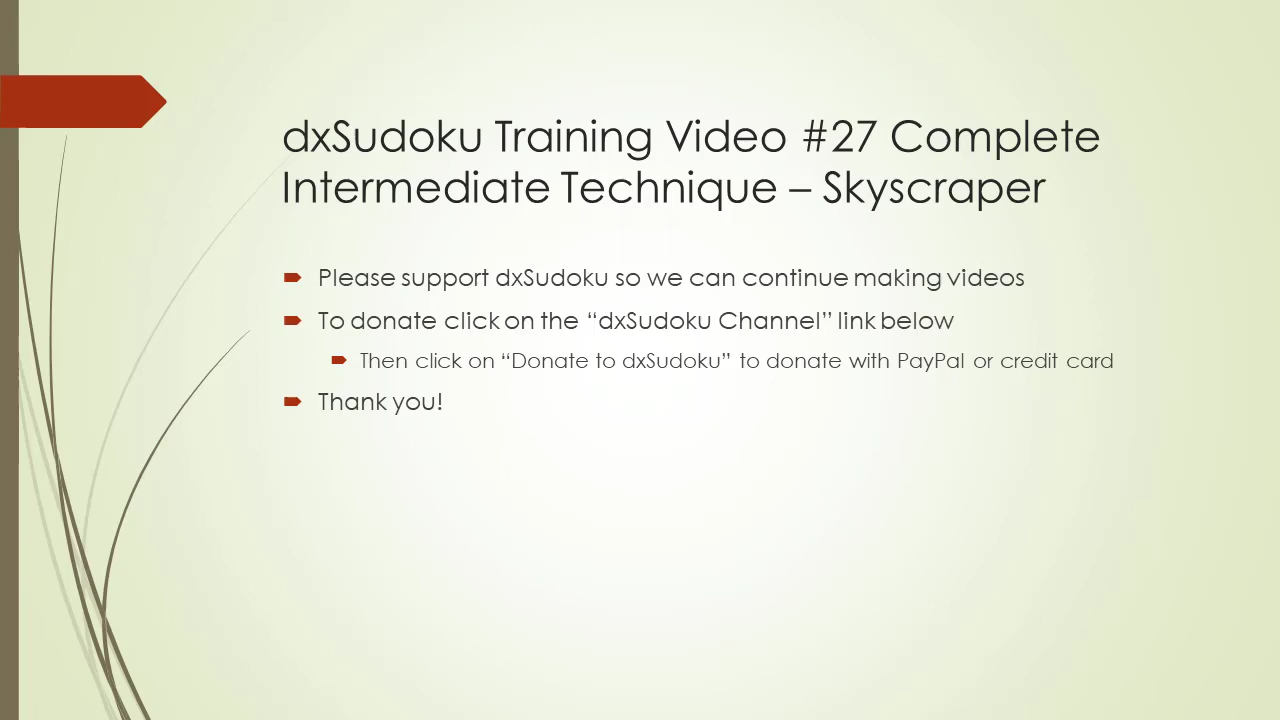 dxSudoku Training Video #27 Complete
Intermediate Technique – Skyscraper
Please support dxSudoku so we can continue making videos
To donate click on the “dxSudoku Channel” link below
Then click on “Donate to dxSudoku” to donate with PayPal or credit card
Thank you!